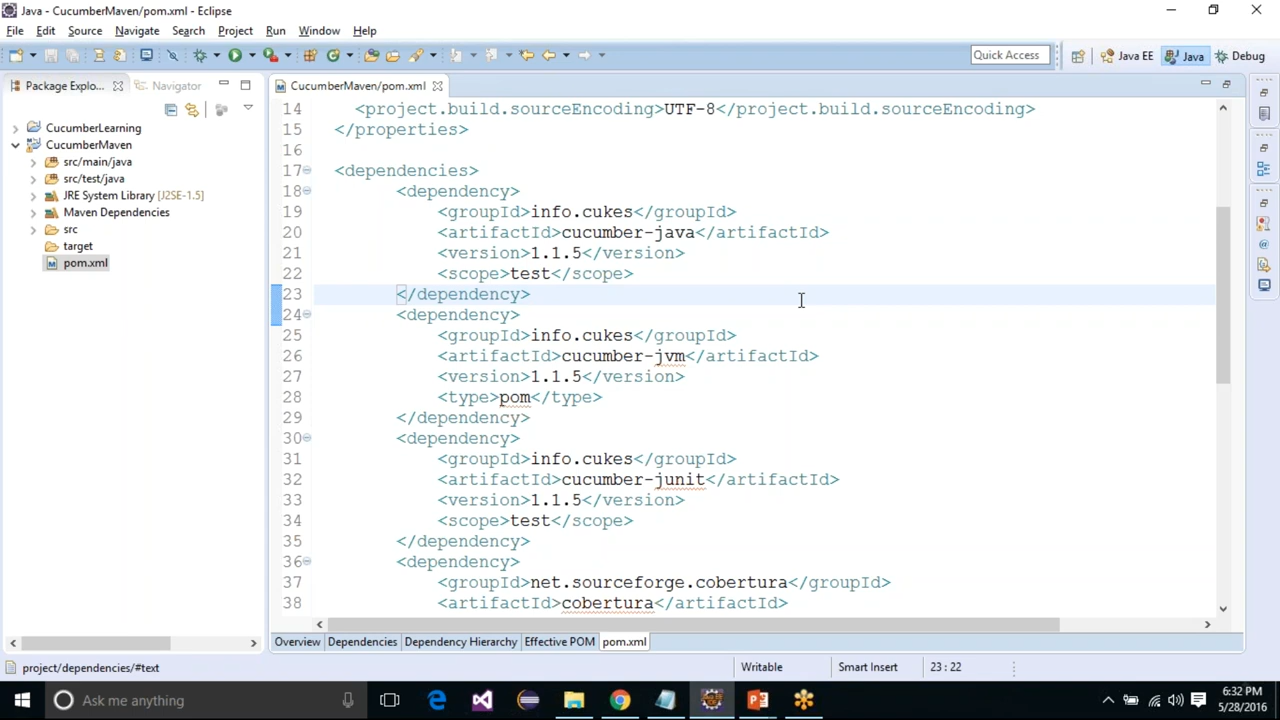 Java - CucumberMaven/pom.xml - Eclipse
File Edit Source Navigate Search Project Run Window Help
Quick Access
Java EE
Java
Debug
Package Explo...
Navigator
CucumberLearning
CucumberMaven
src/main/java
src/test/java
JRE System Library [J2SE-1.5]
Maven Dependencies
src
target
pom.xml
CucumberMaven/pom.xml
14 <project.build.sourceEncoding>UTF-8</project.build.sourceEncoding>
15 </properties>
16
17 <dependencies>
18 <dependency>
19 <groupId>info.cukes</groupId>
20 <artifactId>cucumber-java</artifactId>
21 <version>1.1.5</version>
22 <scope>test</scope>
23 </dependency>
24 <dependency>
25 <groupId>info.cukes</groupId>
26 <artifactId>cucumber-jvm</artifactId>
27 <version>1.1.5</version>
28 <type>pom</type>
29 </dependency>
30 <dependency>
31 <groupId>info.cukes</groupId>
32 <artifactId>cucumber-junit</artifactId>
33 <version>1.1.5</version>
34 <scope>test</scope>
35 </dependency>
36 <dependency>
37 <groupId>net.sourceforge.cobertura</groupId>
38 <artifactId>cobertura</artifactId>
Overview Dependencies Dependency Hierarchy Effective POM pom.xml
project/dependencies/#text
Writable
Smart Insert
23 : 22
Ask me anything
6:32 PM
5/28/2016